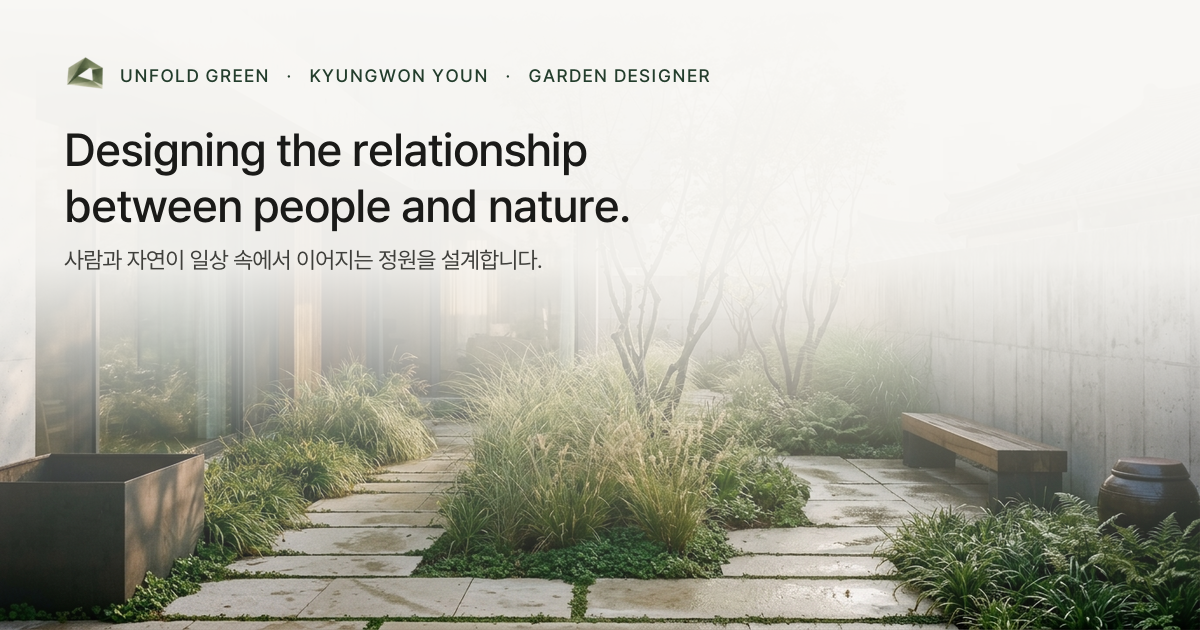 UNFOLD GREEN · KYUNGWON YOUN · GARDEN DESIGNER
Designing the relationship
between people and nature.
사람과 자연이 일상 속에서 이어지는 정원을 설계합니다.